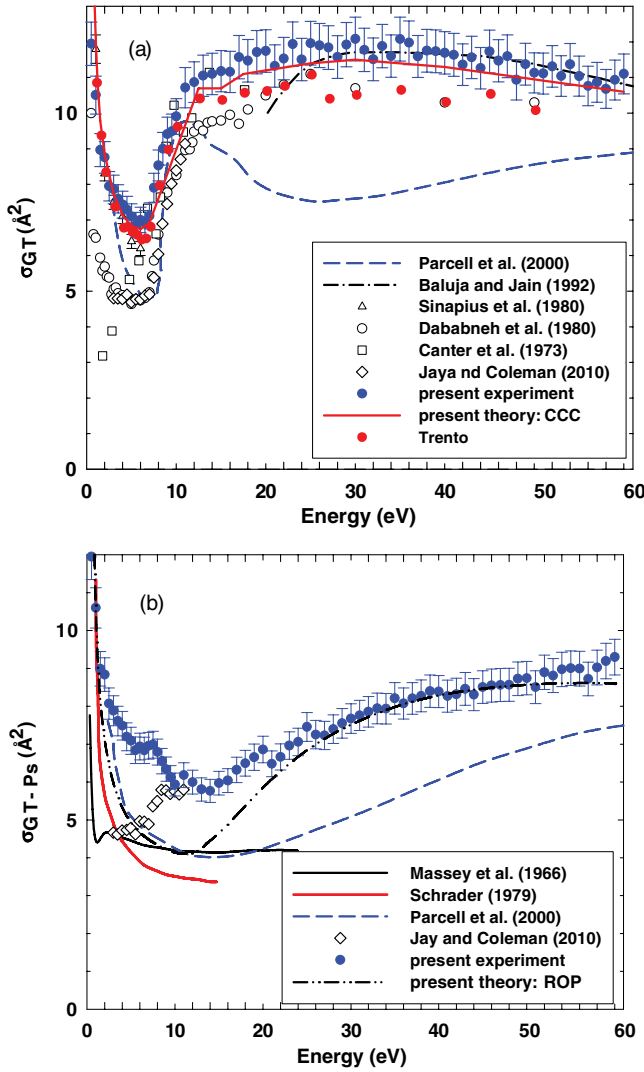 (a)
10
5
0
σGT (Å²)
Parcell et al. (2000)
Baluja and Jain (1992)
Sinapius et al. (1980)
Dababneh et al. (1980)
Canter et al. (1973)
Jaya nd Coleman (2010)
present experiment
present theory: CCC
Trento
0 10 20 30 40 50 60
Energy (eV)
(b)
10
8
6
4
2
0
σGT - Ps (Å²)
Massey et al. (1966)
Schrader (1979)
Parcell et al. (2000)
Jay and Coleman (2010)
present experiment
present theory: ROP
0 10 20 30 40 50 60
Energy (eV)